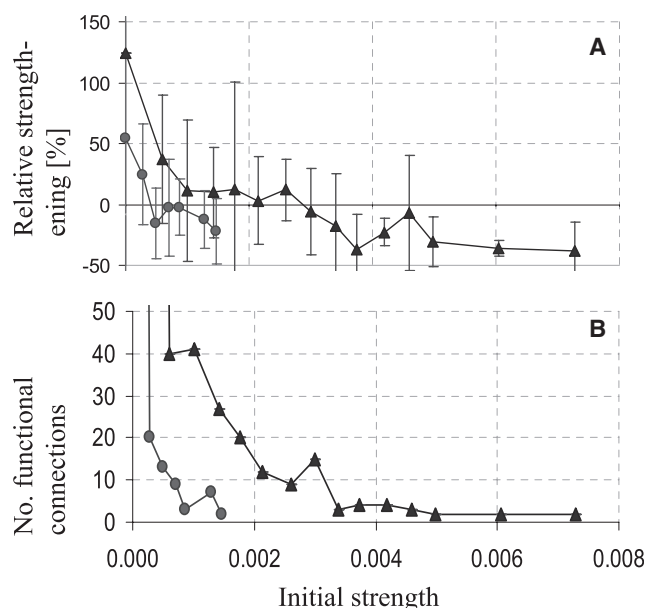 150
A
100
50
0
-50
Relative strength-
ening [%]
50
B
40
30
20
10
0
No. functional
connections
0.000 0.002 0.004 0.006 0.008
Initial strength